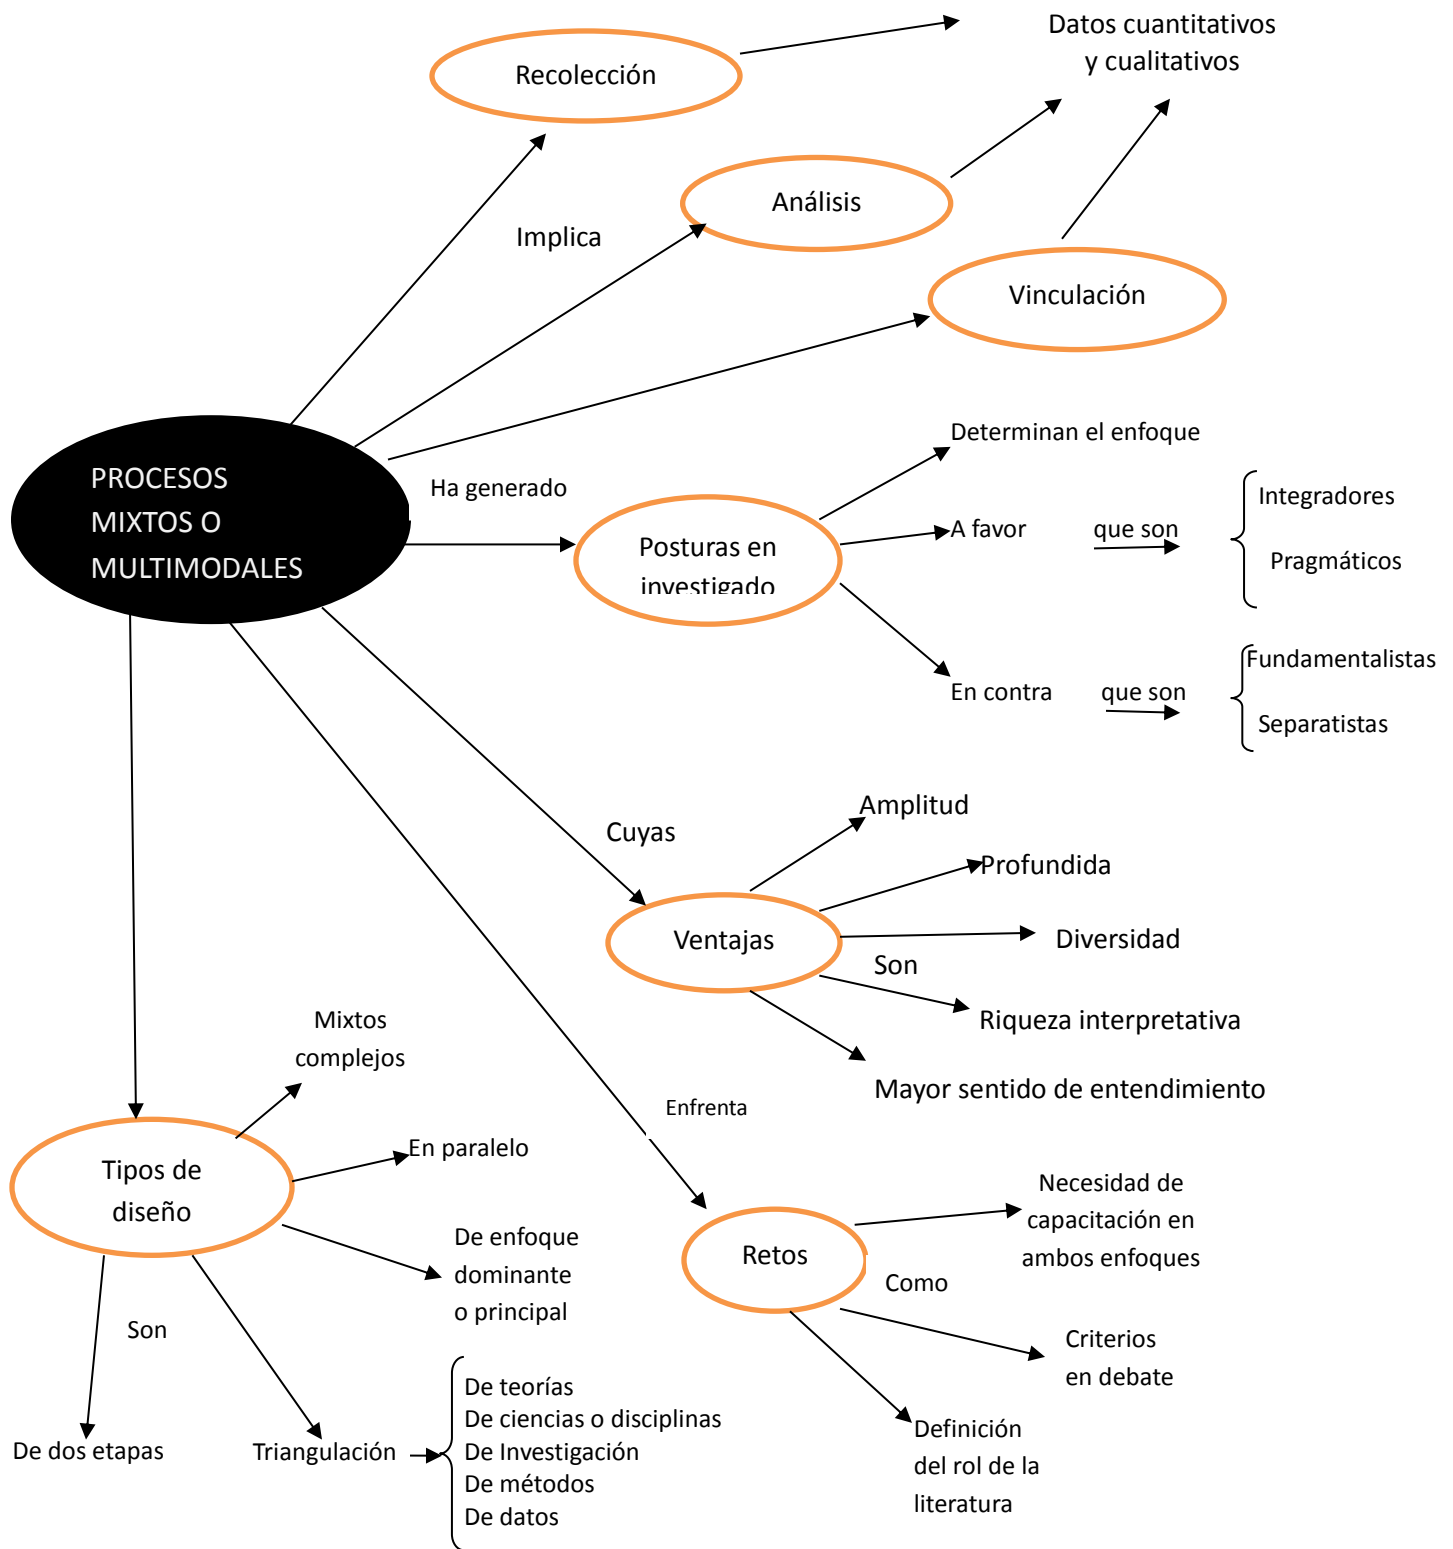 Datos cuantitativos
y cualitativos
Recolección
Análisis
Implica
Vinculación
PROCESOS
MIXTOS O
MULTIMODALES
Ha generado
Posturas en
investigado
Determinan el enfoque
A favor
que son
Integradores
Pragmáticos
En contra
que son
Fundamentalistas
Separatistas
Cuyas
Ventajas
Amplitud
Profundida
Diversidad
Son
Riqueza interpretativa
Mayor sentido de entendimiento
Enfrenta
Retos
Como
Necesidad de
capacitación en
ambos enfoques
Criterios
en debate
Definición
del rol de la
literatura
Tipos de
diseño
Mixtos
complejos
En paralelo
De enfoque
dominante
o principal
Son
De dos etapas
Triangulación
De teorías
De ciencias o disciplinas
De Investigación
De métodos
De datos